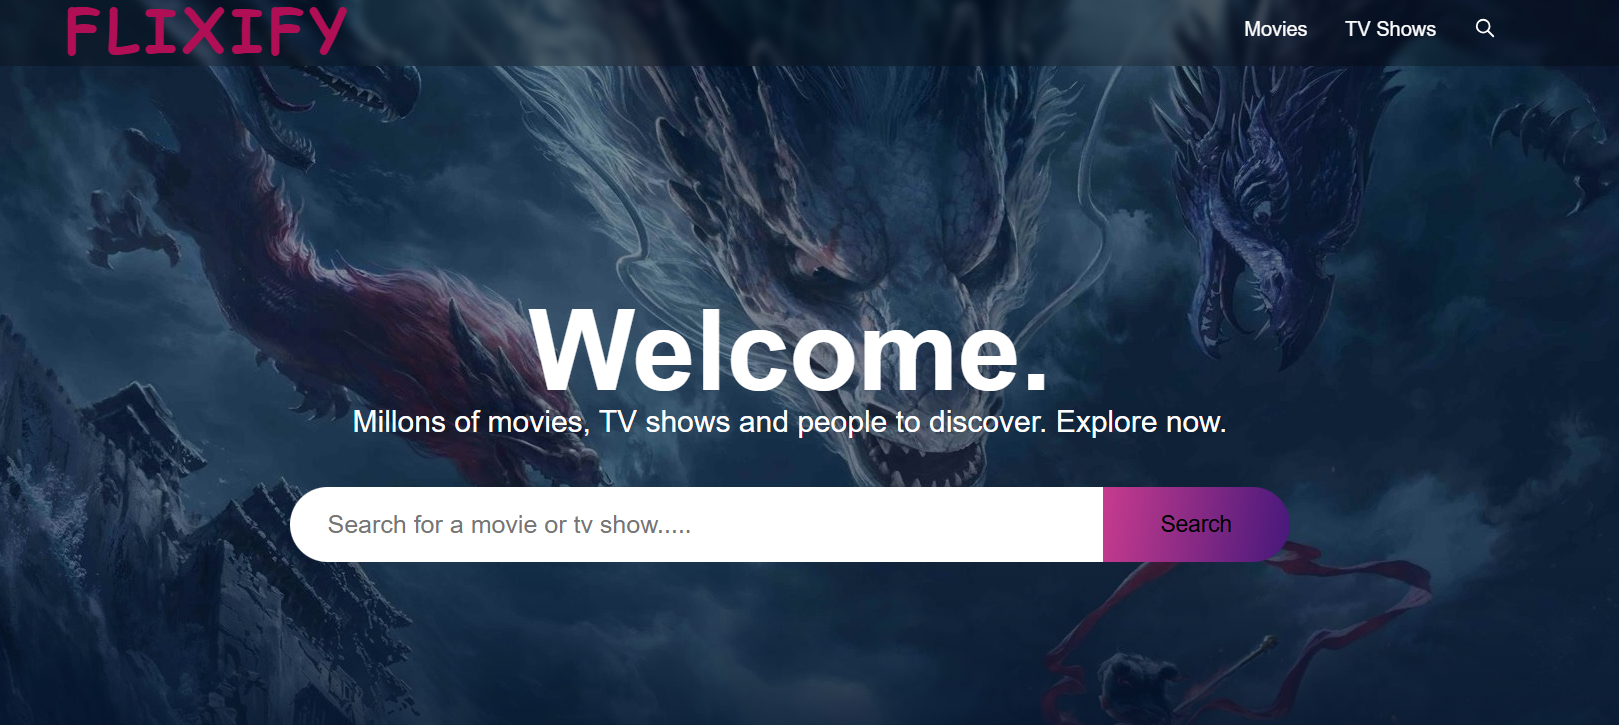 FLIXIFY
Movies TV Shows
Welcome.
Millons of movies, TV shows and people to discover. Explore now.
Search for a movie or tv show.....
Search